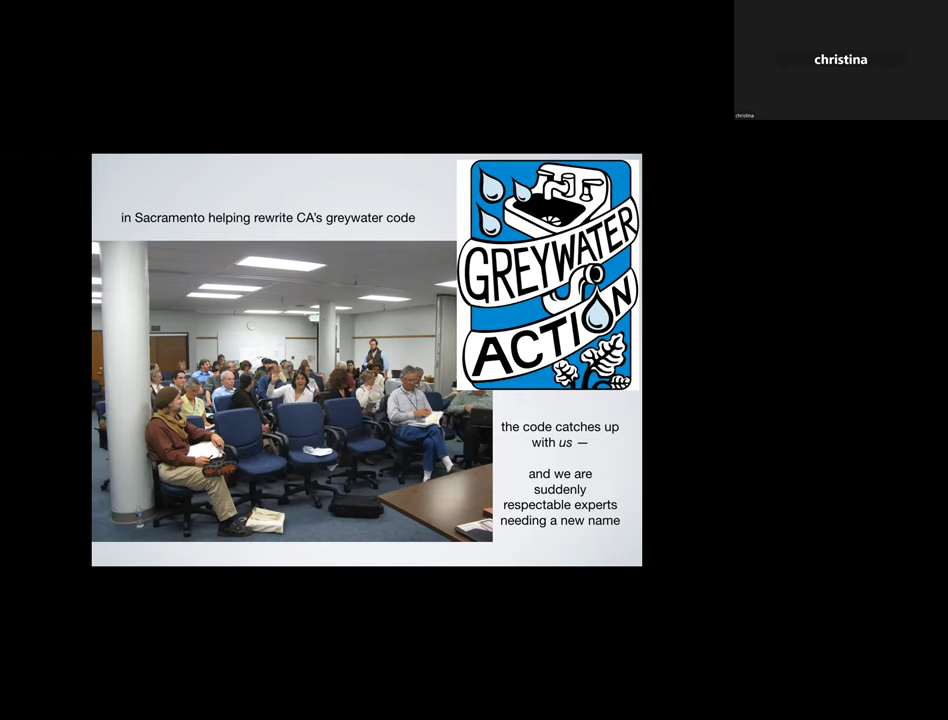 christina
christina
in Sacramento helping rewrite CA's greywater code
GREYWATER
ACTION
the code catches up
with us —
and we are
suddenly
respectable experts
needing a new name